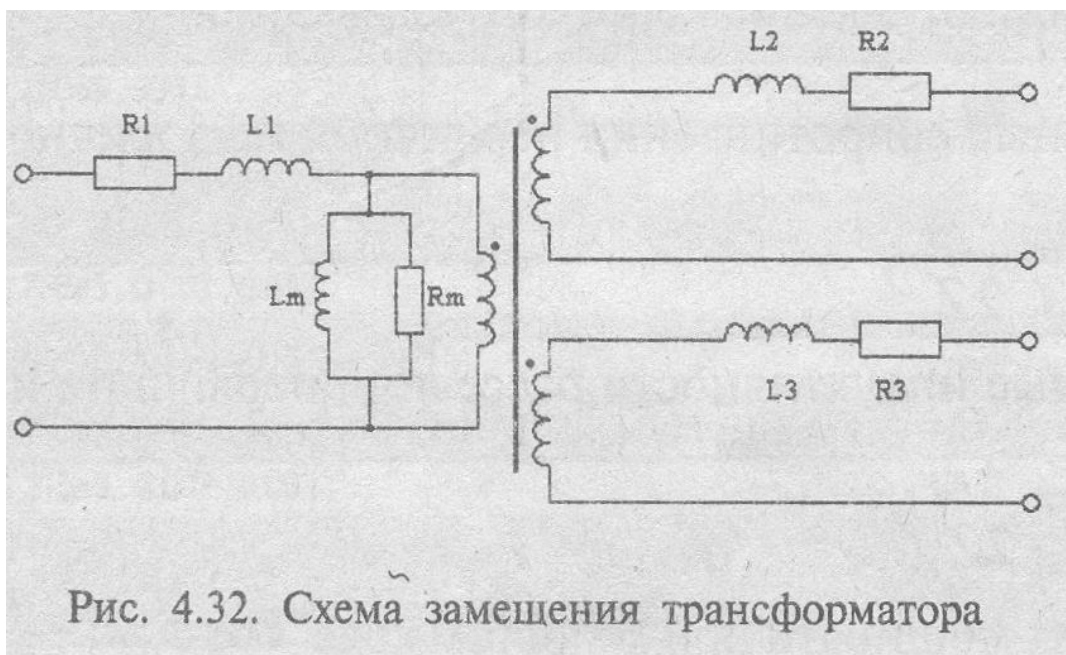 L2 R2
R1 L1
Lm Rm
L3 R3
Рис. 4.32. Схема замещения трансформатора